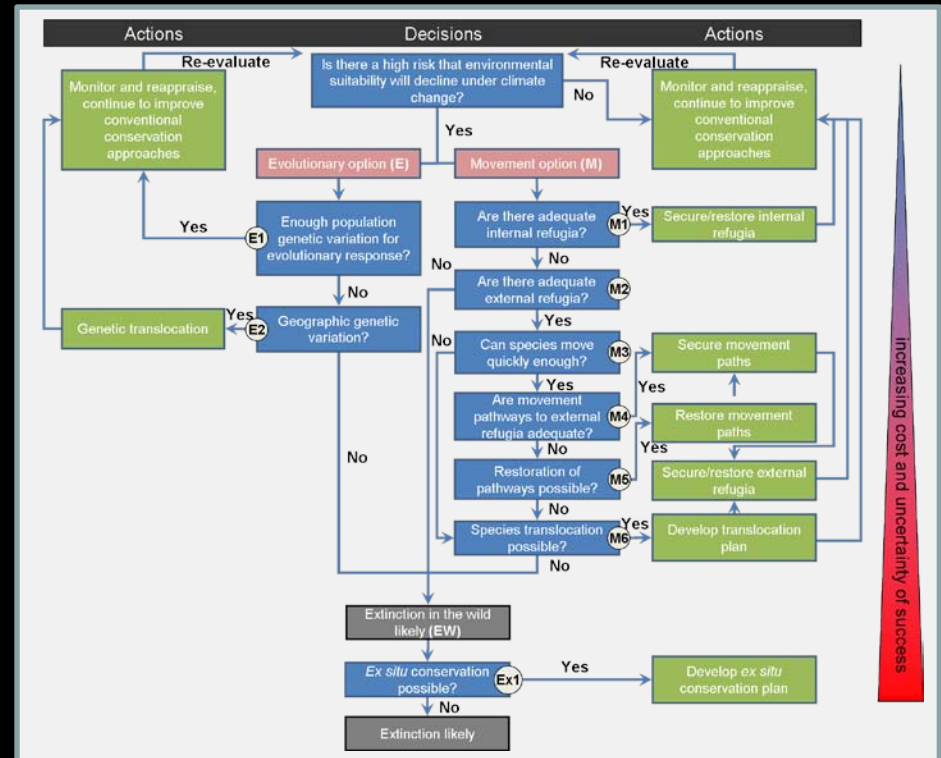 Actions
Decisions
Actions
Re-evaluate
Re-evaluate
Is there a high risk that environmental
suitability will decline under climate
change?
No
Yes
Monitor and reappraise,
continue to improve
conventional
conservation
approaches
Monitor and reappraise,
continue to improve
conventional
conservation
approaches
Evolutionary option (E)
Movement option (M)
Enough population
genetic variation for
evolutionary response?
E1
Yes
No
Geographic genetic
variation?
E2
Yes
Genetic translocation
No
Are there adequate
internal refugia?
M1
Yes
Secure/restore internal
refugia
No
Are there adequate
external refugia?
M2
No
Yes
Can species move
quickly enough?
M3
No
Yes
Secure movement
paths
Are movement
pathways to external
refugia adequate?
M4
Yes
No
Restore movement
paths
Restoration of
pathways possible?
M5
Yes
No
Secure/restore external
refugia
Species translocation
possible?
M6
Yes
Develop translocation
plan
No
Extinction in the wild
likely (EW)
Ex situ conservation
possible?
Ex1
Yes
Develop ex situ
conservation plan
No
Extinction likely
increasing cost and uncertainty of success